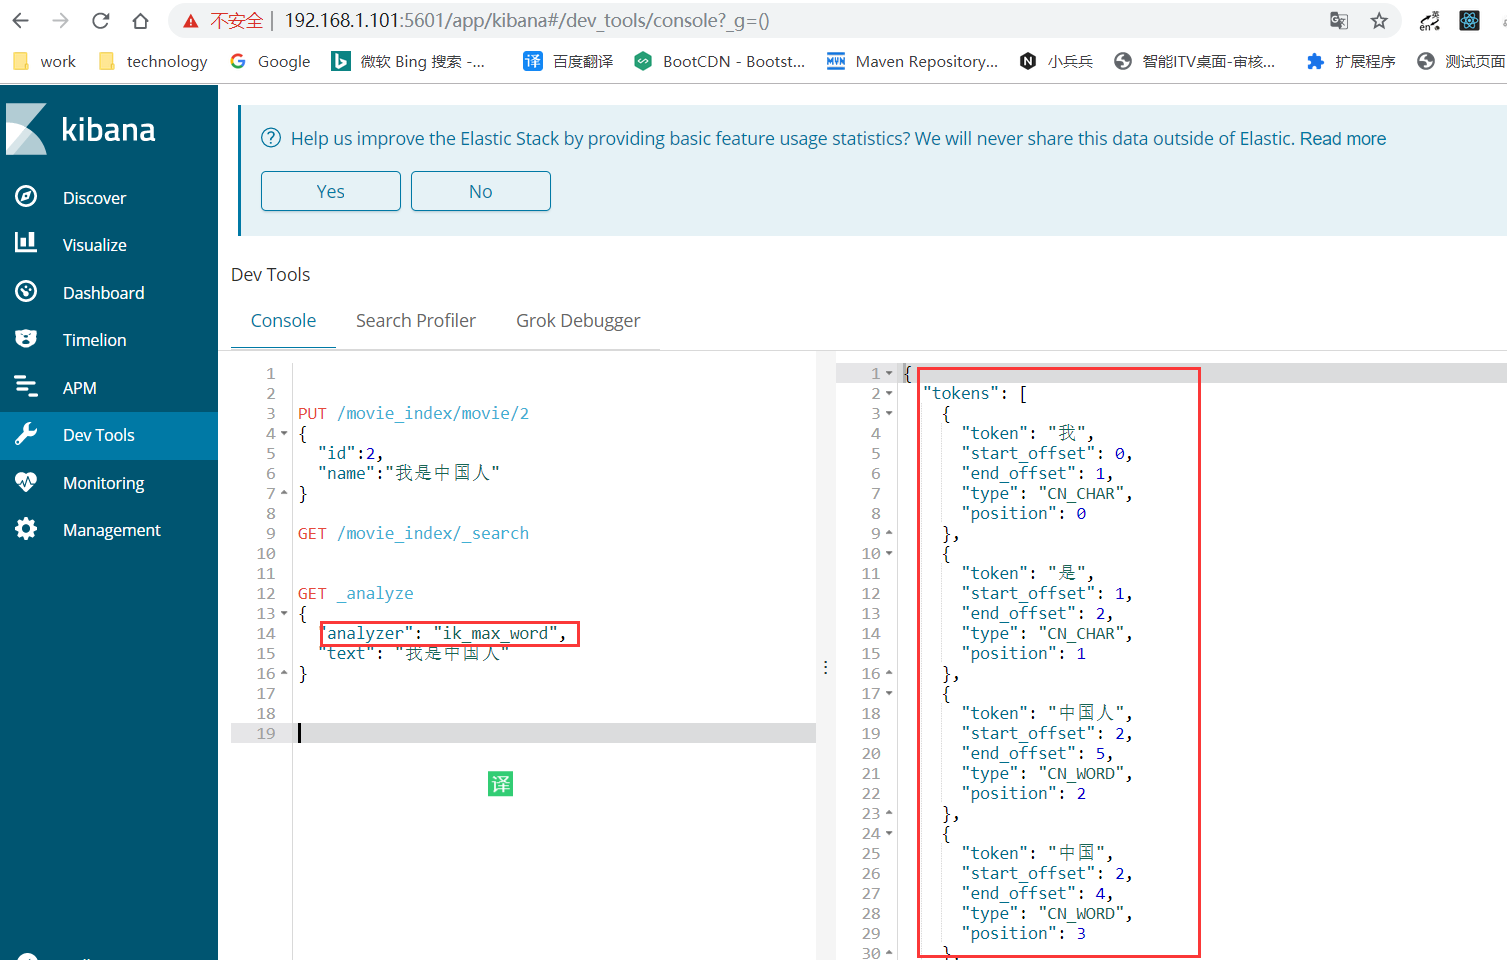 不安全 | 192.168.1.101:5601/app/kibana#/dev_tools/console?_g=()
work technology Google 微软 Bing 搜索 -... 译 百度翻译 BootCDN - Bootst... Maven Repository... 小兵兵 智能ITV桌面-审核... 扩展程序 测试页面
kibana
Discover
Visualize
Dashboard
Timelion
APM
Dev Tools
Monitoring
Management
Help us improve the Elastic Stack by providing basic feature usage statistics? We will never share this data outside of Elastic. Read more
Yes No
Dev Tools
Console Search Profiler Grok Debugger
1
2
3 PUT /movie_index/movie/2
4 {
5 "id":2,
6 "name":"我是中国人"
7 }
8
9 GET /movie_index/_search
10
11
12 GET _analyze
13 {
14 "analyzer": "ik_max_word",
15 "text": "我是中国人"
16 }
17
18
19
译
1 {
2 "tokens": [
3 {
4 "token": "我",
5 "start_offset": 0,
6 "end_offset": 1,
7 "type": "CN_CHAR",
8 "position": 0
9 },
10 {
11 "token": "是",
12 "start_offset": 1,
13 "end_offset": 2,
14 "type": "CN_CHAR",
15 "position": 1
16 },
17 {
18 "token": "中国人",
19 "start_offset": 2,
20 "end_offset": 5,
21 "type": "CN_WORD",
22 "position": 2
23 },
24 {
25 "token": "中国",
26 "start_offset": 2,
27 "end_offset": 4,
28 "type": "CN_WORD",
29 "position": 3
30 },